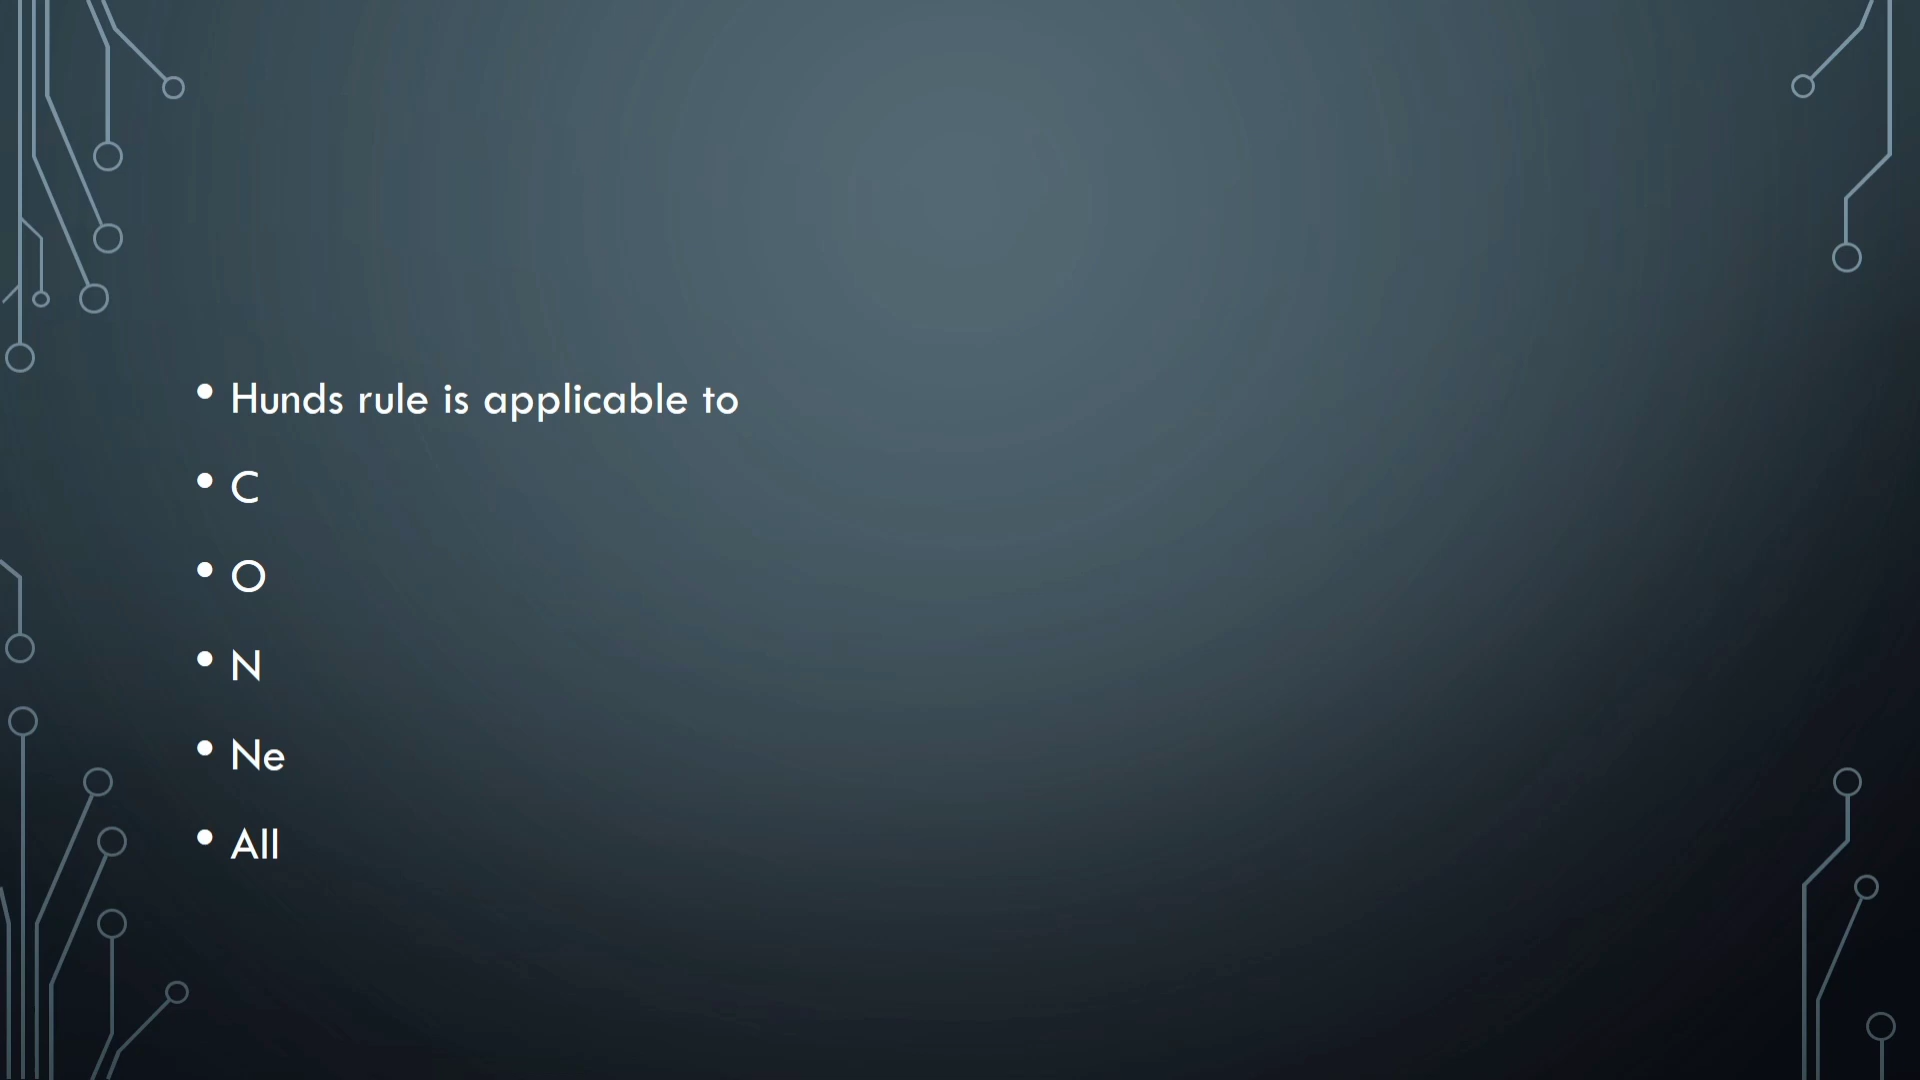 • Hunds rule is applicable to
• C
• O
• N
• Ne
• All